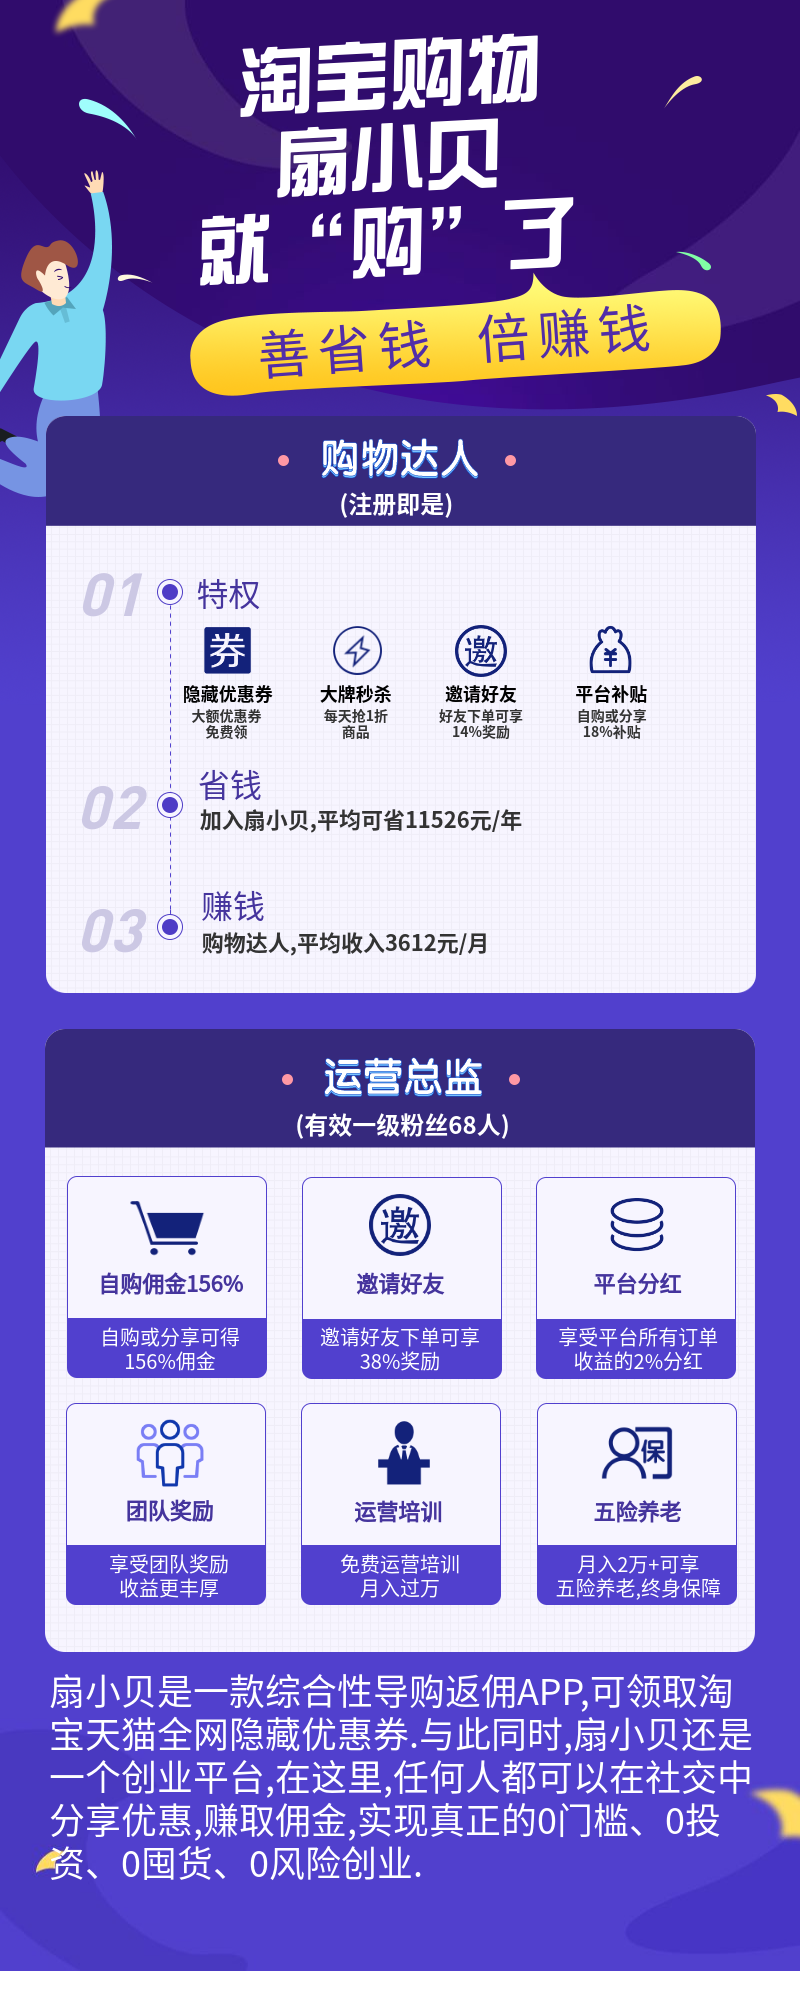 淘宝购物
扇小贝
就“购”了
善省钱 倍赚钱
购物达人
(注册即是)
01 特权
券 邀 ¥
隐藏优惠券 大牌秒杀 邀请好友 平台补贴
大额优惠券 每天抢1折 好友下单可享 自购或分享
免费领 商品 14%奖励 18%补贴
02 省钱
加入扇小贝,平均可省11526元/年
03 赚钱
购物达人,平均收入3612元/月
运营总监
(有效一级粉丝68人)
邀
自购佣金156% 邀请好友 平台分红
自购或分享可得 邀请好友下单可享 享受平台所有订单
156%佣金 38%奖励 收益的2%分红
保
团队奖励 运营培训 五险养老
享受团队奖励 免费运营培训 月入2万+可享
收益更丰厚 月入过万 五险养老,终身保障
扇小贝是一款综合性导购返佣APP,可领取淘
宝天猫全网隐藏优惠券.与此同时,扇小贝还是
一个创业平台,在这里,任何人都可以在社交中
分享优惠,赚取佣金,实现真正的0门槛、0投
资、0囤货、0风险创业.